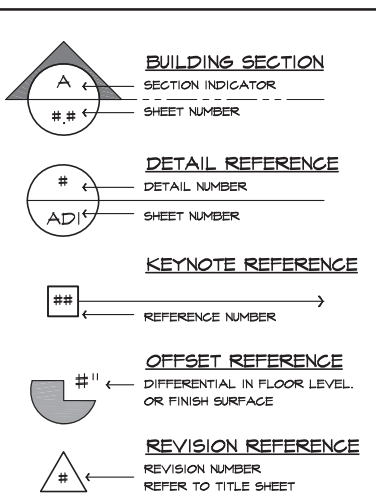 BUILDING SECTION
A
SECTION INDICATOR
#.#
SHEET NUMBER
DETAIL REFERENCE
#
DETAIL NUMBER
AD1
SHEET NUMBER
KEYNOTE REFERENCE
##
REFERENCE NUMBER
OFFSET REFERENCE
#"
DIFFERENTIAL IN FLOOR LEVEL.
OR FINISH SURFACE
REVISION REFERENCE
REVISION NUMBER
#
REFER TO TITLE SHEET